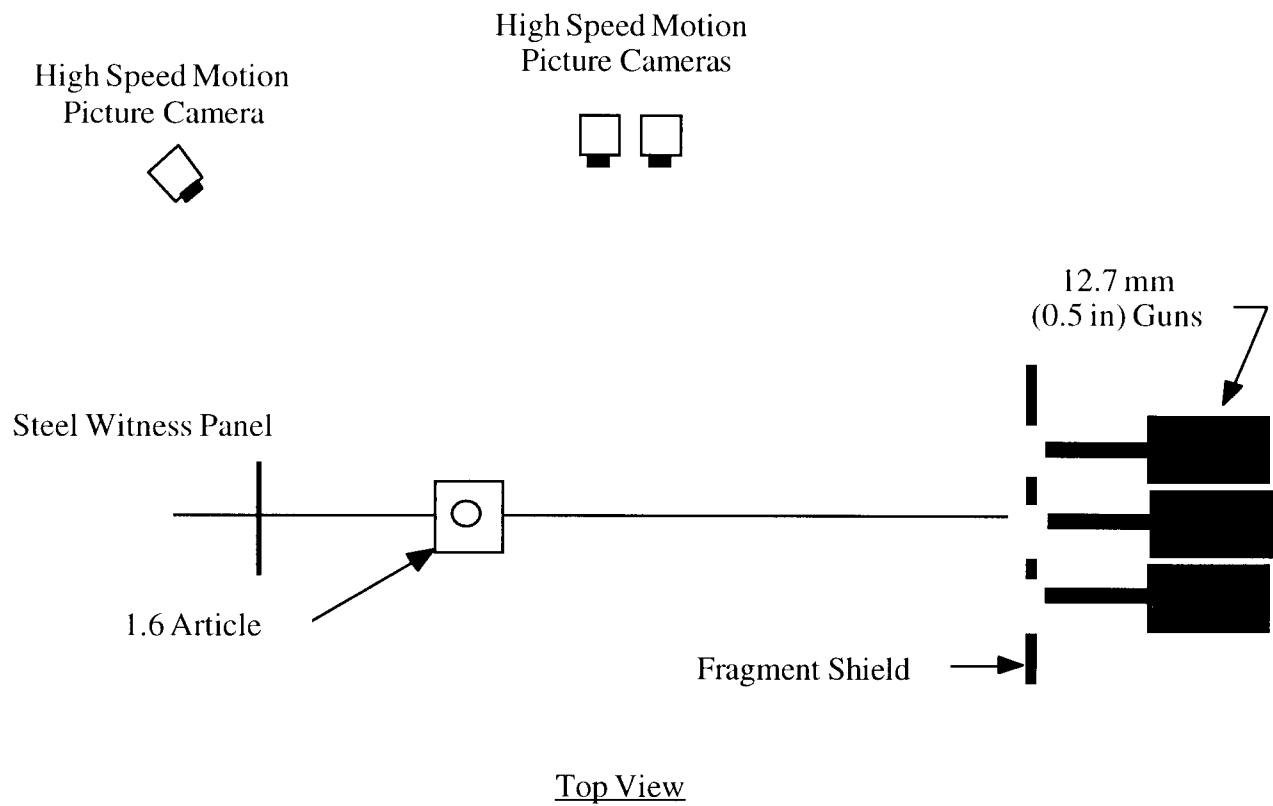 High Speed Motion
Picture Cameras
High Speed Motion
Picture Camera
12.7 mm
(0.5 in) Guns
Steel Witness Panel
1.6 Article
Fragment Shield
Top View